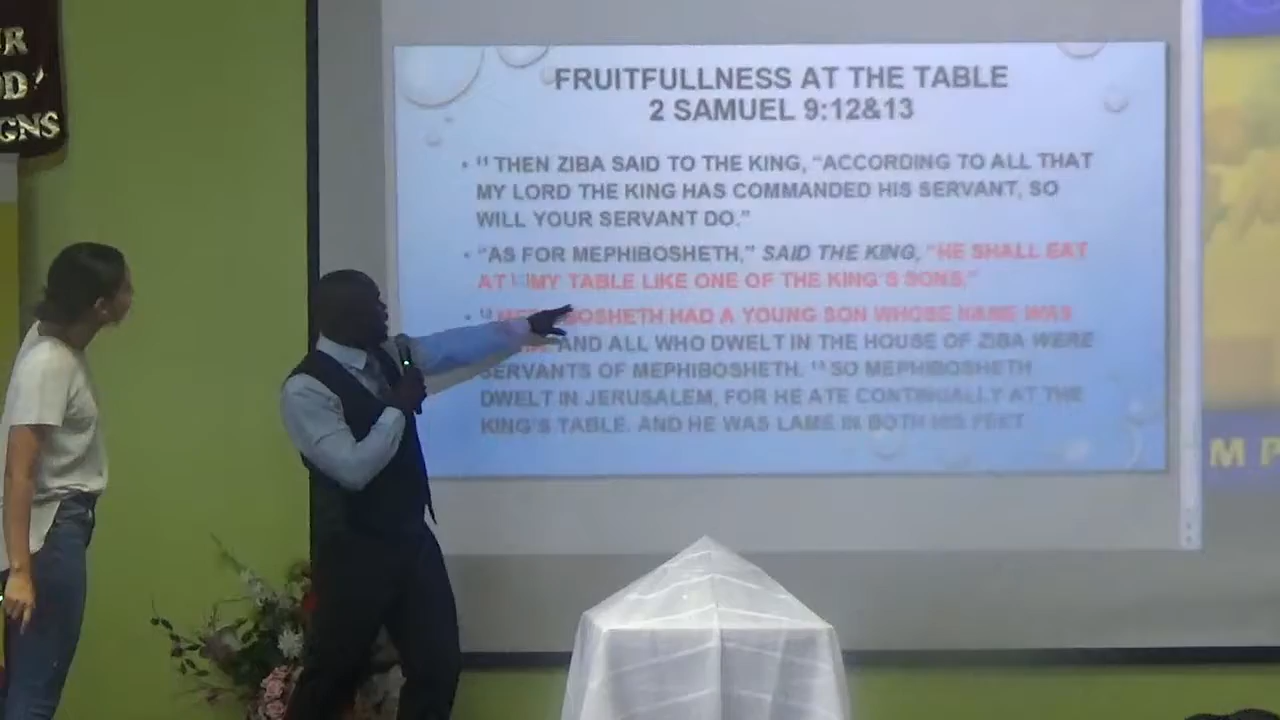 R
D!
GNS
FRUITFULLNESS AT THE TABLE
2 SAMUEL 9:12&13
• 11 THEN ZIBA SAID TO THE KING, “ACCORDING TO ALL THAT
MY LORD THE KING HAS COMMANDED HIS SERVANT, SO
WILL YOUR SERVANT DO.”
• “AS FOR MEPHIBOSHETH,” SAID THE KING, “HE SHALL EAT
AT MY TABLE LIKE ONE OF THE KING’S SONS.”
• BOSHETH HAD A YOUNG SON WHOSE NAME WAS
AND ALL WHO DWELT IN THE HOUSE OF ZIBA WERE
SERVANTS OF MEPHIBOSHETH. 13 SO MEPHIBOSHETH
DWELT IN JERUSALEM, FOR HE ATE CONTINUALLY AT THE
KING’S TABLE. AND HE WAS LAME IN BOTH HIS FEET
M P